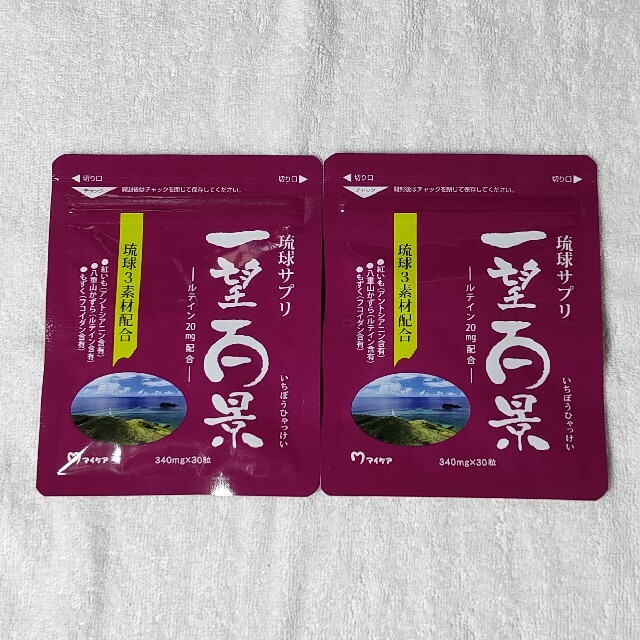 ◀切り口
切り口▶
チャック
開封後はチャックを閉じて保存してください。
琉球サプリ
一望百景
いちぼうひゃっけい
ルテイン20mg配合
琉球3素材配合
●紅いも(アントシアニン含有)
●八重山かずら(ルテイン含有)
●もずく(フコイダン含有)
マイケア
340mg×30粒
◀切り口
切り口▶
チャック
開封後はチャックを閉じて保存してください。
琉球サプリ
一望百景
いちぼうひゃっけい
ルテイン20mg配合
琉球3素材配合
●紅いも(アントシアニン含有)
●八重山かずら(ルテイン含有)
●もずく(フコイダン含有)
マイケア
340mg×30粒